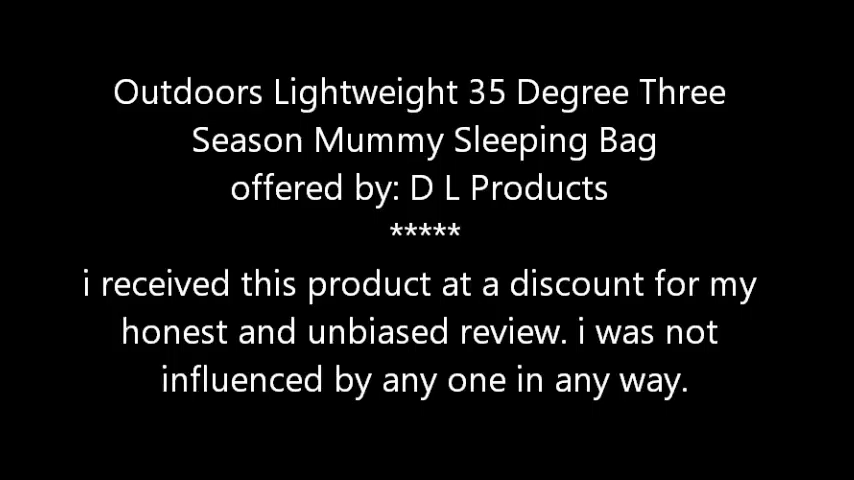 Outdoors Lightweight 35 Degree Three
Season Mummy Sleeping Bag
offered by: D L Products
*****
i received this product at a discount for my
honest and unbiased review. i was not
influenced by any one in any way.